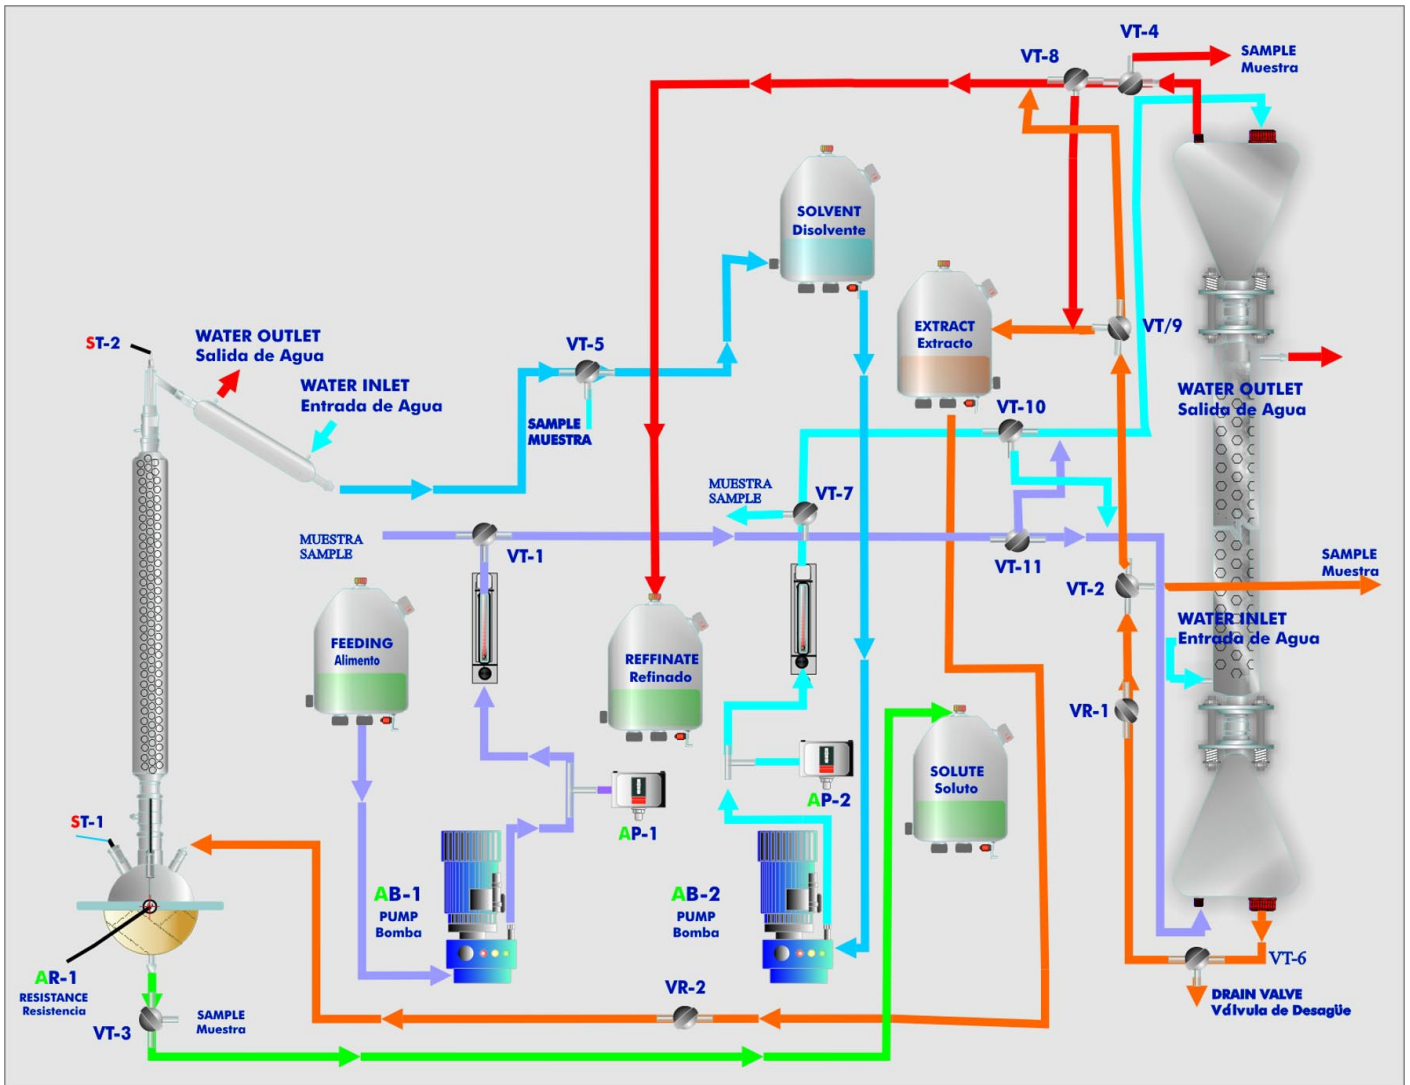 VT-4
VT-8
SAMPLE
Muestra
SOLVENT
Disolvente
EXTRACT
Extracto
VT/9
WATER OUTLET
Salida de Agua
ST-2
WATER INLET
Entrada de Agua
VT-5
SAMPLE
MUESTRA
WATER OUTLET
Salida de Agua
VT-10
MUESTRA
SAMPLE
VT-7
MUESTRA
SAMPLE
VT-1
VT-11
VT-2
SAMPLE
Muestra
WATER INLET
Entrada de Agua
FEEDING
Alimento
REFFINATE
Refinado
VR-1
SOLUTE
Soluto
AP-2
AP-1
ST-1
AB-1
PUMP
Bomba
AB-2
PUMP
Bomba
AR-1
RESISTANCE
Resistencia
VT-6
VR-2
DRAIN VALVE
Válvula de Desagüe
SAMPLE
Muestra
VT-3